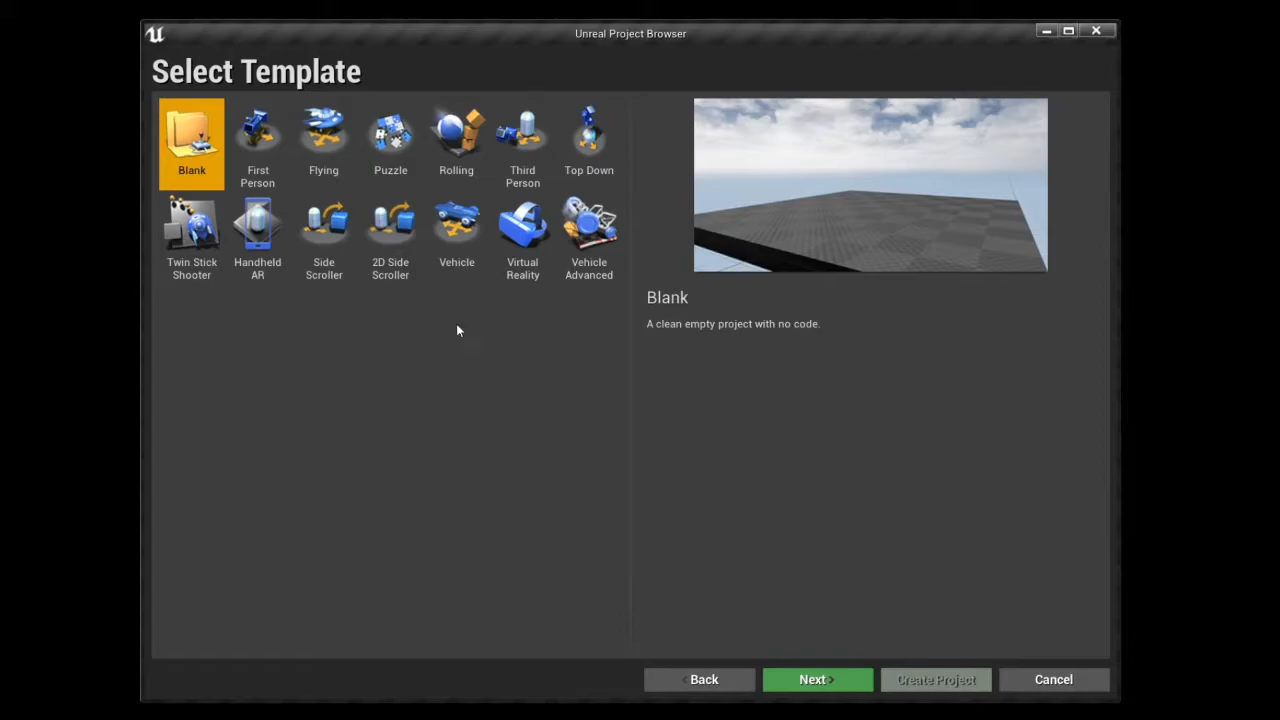 Unreal Project Browser
Select Template
Blank
First
Person
Flying
Puzzle
Rolling
Third
Person
Top Down
Twin Stick
Shooter
Handheld
AR
Side
Scroller
2D Side
Scroller
Vehicle
Virtual
Reality
Vehicle
Advanced
Blank
A clean empty project with no code.
< Back
Next >
Create Project
Cancel